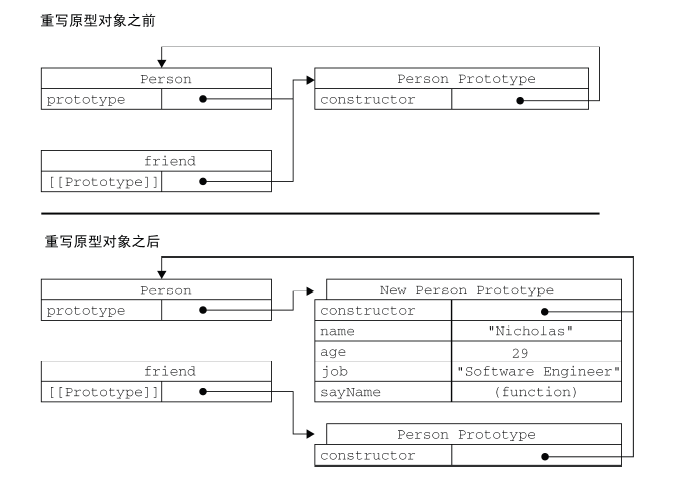 重写原型对象之前
Person
Person Prototype
prototype
constructor
friend
[[Prototype]]
重写原型对象之后
Person
New Person Prototype
prototype
constructor
name "Nicholas"
age 29
friend
job "Software Engineer"
[[Prototype]]
sayName (function)
Person Prototype
constructor